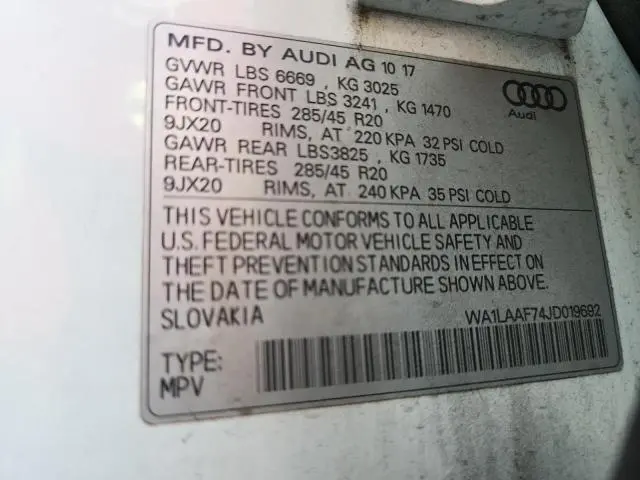 MFD. BY AUDI AG 10 17
GVWR LBS 6669 , KG 3025
GAWR FRONT LBS 3241 , KG 1470
FRONT-TIRES 285/45 R20
9JX20 RIMS, AT 220 KPA 32 PSI COLD
GAWR REAR LBS3825 , KG 1735
REAR-TIRES 285/45 R20
9JX20 RIMS, AT 240 KPA 35 PSI COLD
Audi
THIS VEHICLE CONFORMS TO ALL APPLICABLE
U.S. FEDERAL MOTOR VEHICLE SAFETY AND
THEFT PREVENTION STANDARDS IN EFFECT ON
THE DATE OF MANUFACTURE SHOWN ABOVE.
SLOVAKIA WA1LAAF74JD019692
TYPE:
MPV